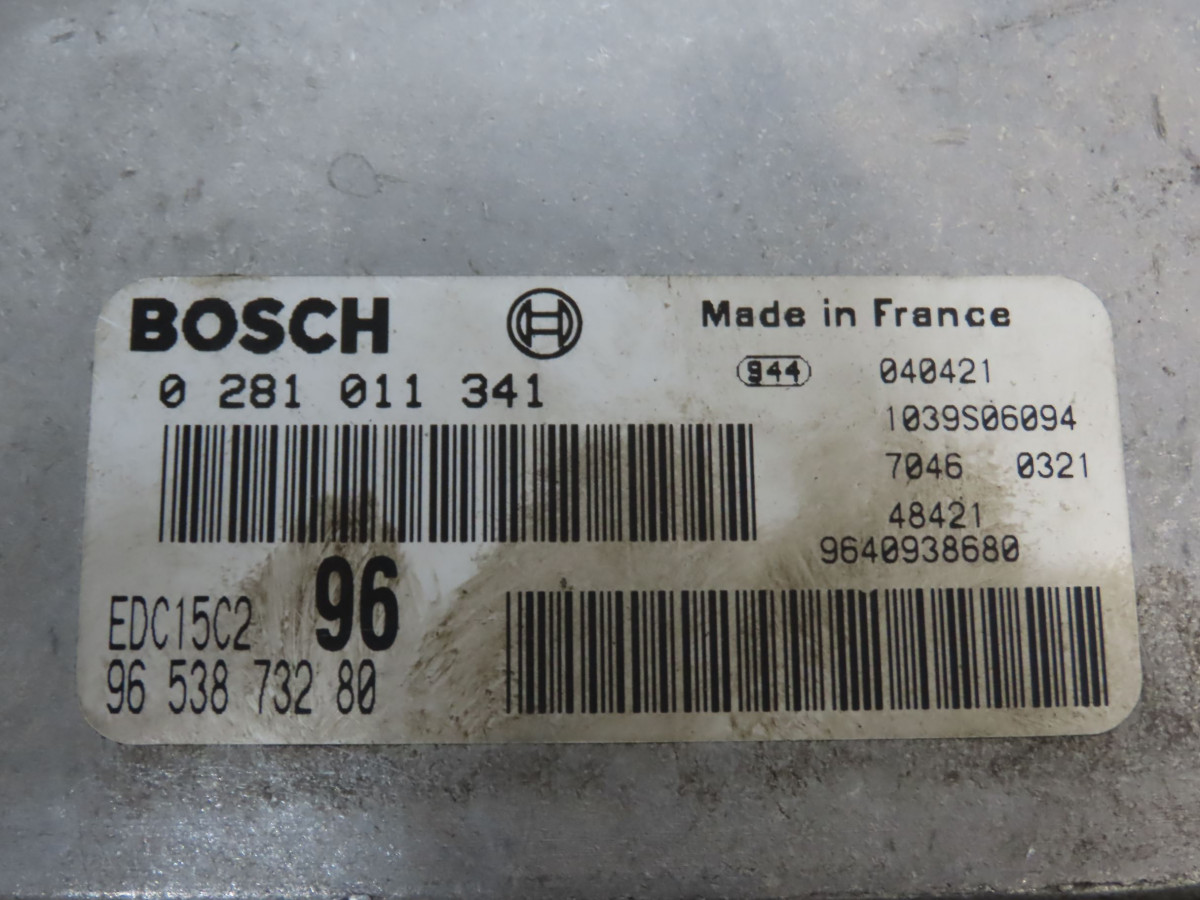 BOSCH
Made in France
0 281 011 341
944 040421
1039S06094
7046 0321
48421
9640938680
EDC15C2 96
96 538 732 80